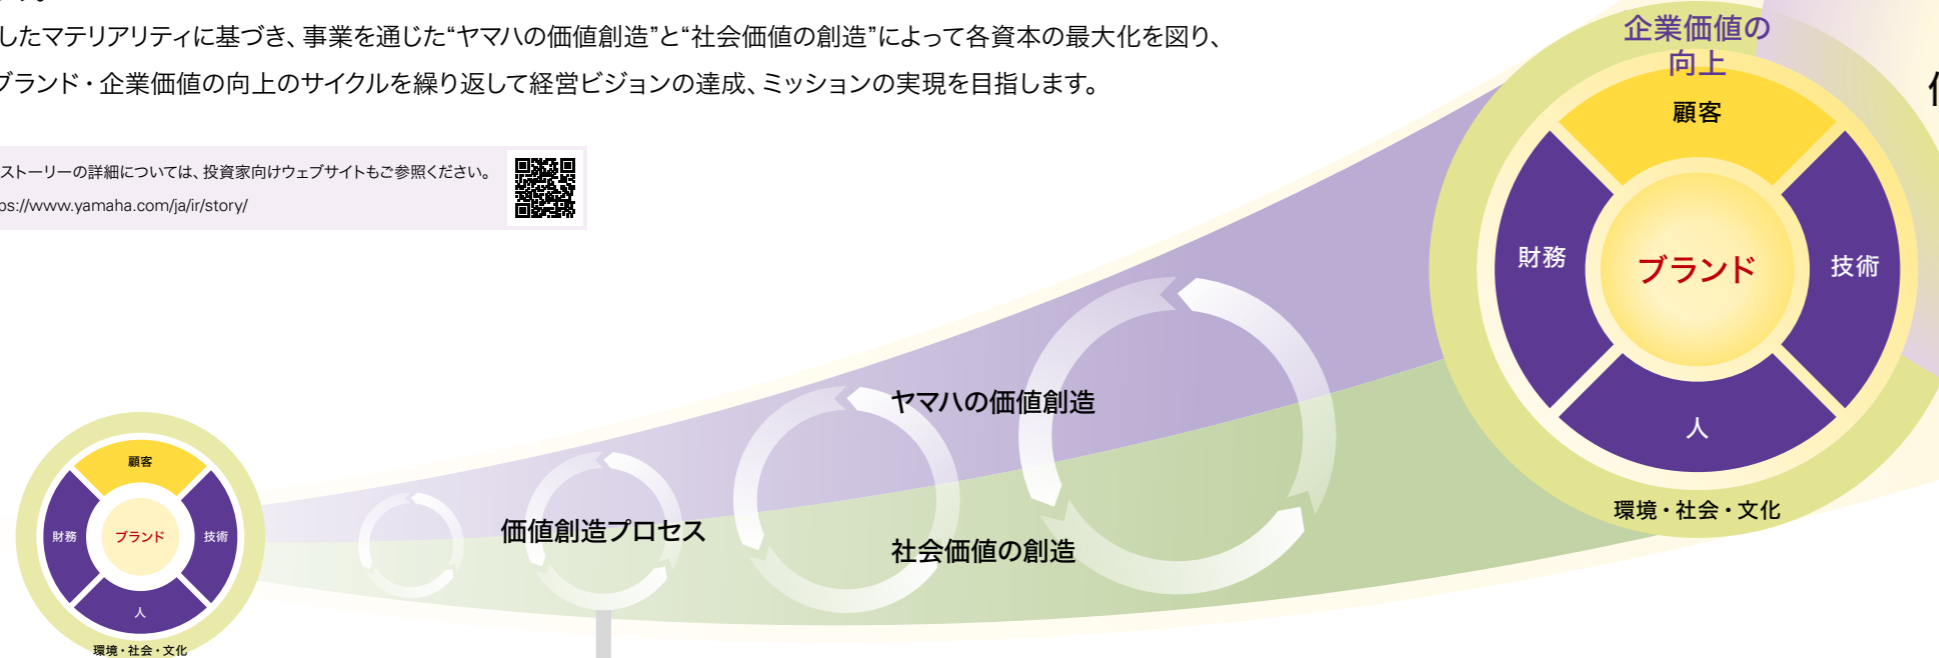 す。
したマテリアリティに基づき、事業を通じた“ヤマハの価値創造”と“社会価値の創造”によって各資本の最大化を図り、
ブランド・企業価値の向上のサイクルを繰り返して経営ビジョンの達成、ミッションの実現を目指します。
ストーリーの詳細については、投資家向けウェブサイトもご参照ください。
ps://www.yamaha.com/ja/ir/story/
企業価値の
向上
顧客
財務
ブランド
技術
人
環境・社会・文化
ヤマハの価値創造
価値創造プロセス
社会価値の創造
顧客
財務
ブランド
技術
人
環境・社会・文化